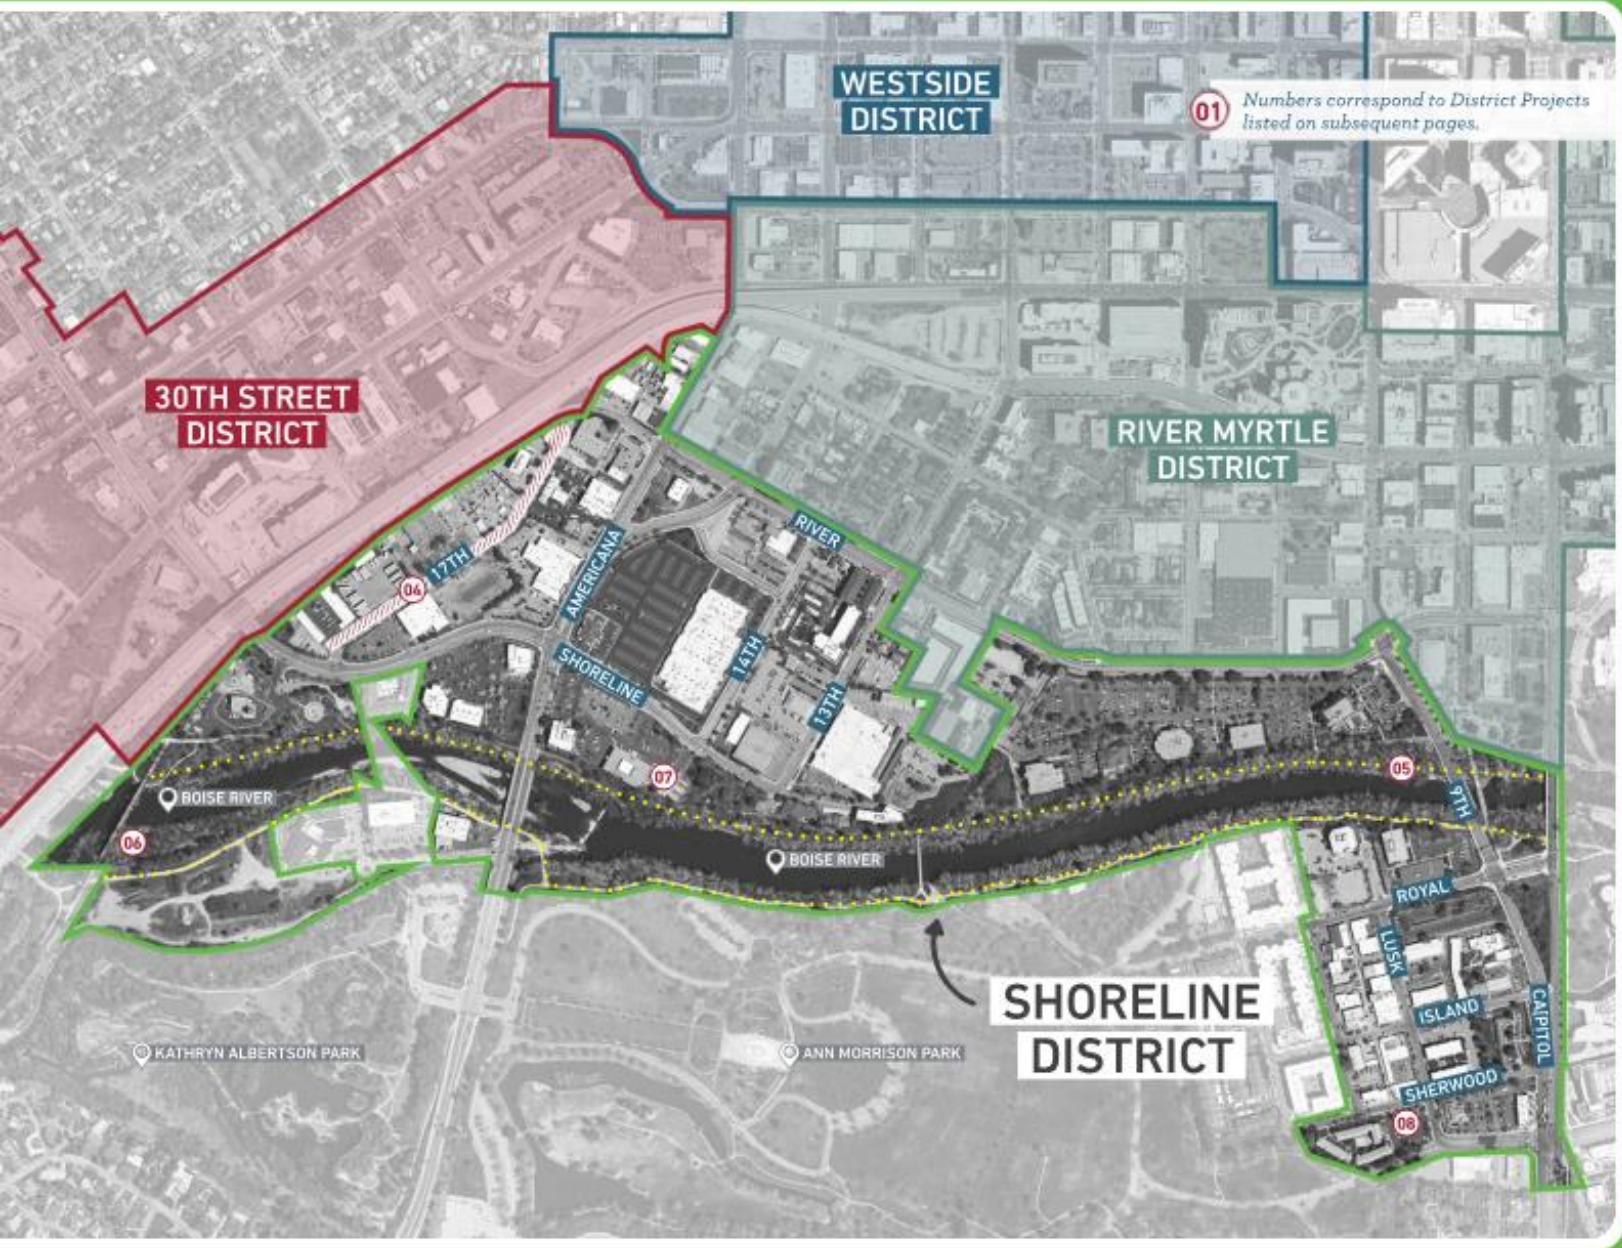 WESTSIDE
DISTRICT
01
Numbers correspond to District Projects
listed on subsequent pages.
30TH STREET
DISTRICT
RIVER MYRTLE
DISTRICT
RIVER
AMERICANA
17TH
04
SHORELINE
14TH
13TH
07
05
9TH
BOISE RIVER
06
BOISE RIVER
ROYAL
LUSK
ISLAND
CAIPITOL
SHERWOOD
08
SHORELINE
DISTRICT
KATHRYN ALBERTSON PARK
ANN MORRISON PARK